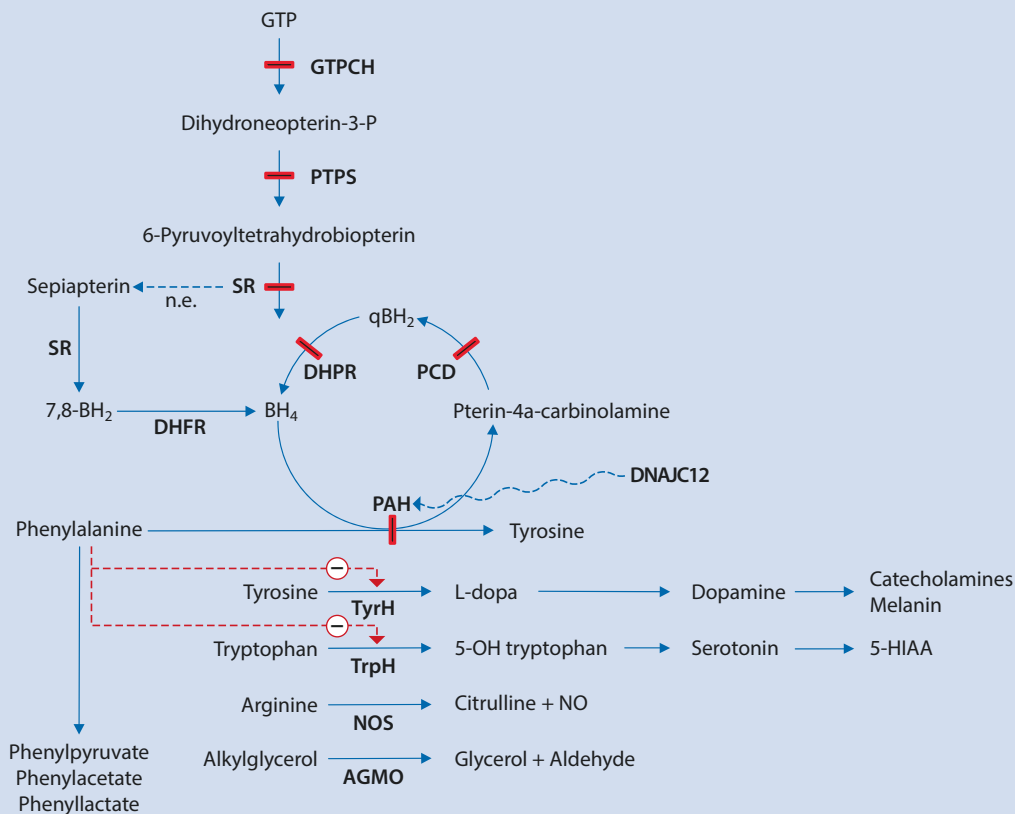 GTP
GTPCH
Dihydroneopterin-3-P
PTPS
6-Pyruvoyltetrahydrobiopterin
Sepiapterin
n.e.
SR
qBH2
SR
DHPR
PCD
7,8-BH2
DHFR
BH4
Pterin-4a-carbinolamine
DNAJC12
PAH
Phenylalanine
Tyrosine
−
Tyrosine
TyrH
L-dopa
Dopamine
Catecholamines
Melanin
−
Tryptophan
TrpH
5-OH tryptophan
Serotonin
5-HIAA
Arginine
NOS
Citrulline + NO
Alkylglycerol
AGMO
Glycerol + Aldehyde
Phenylpyruvate
Phenylacetate
Phenyllactate